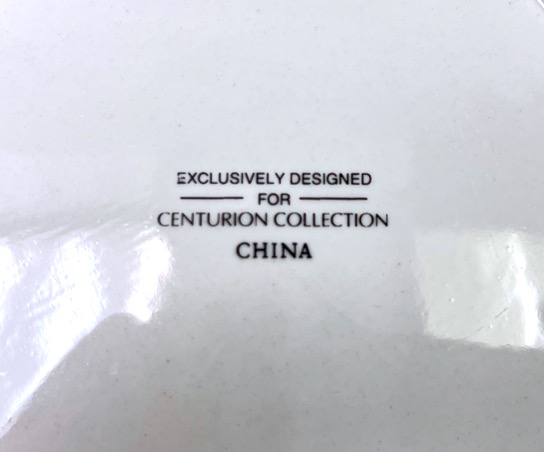 EXCLUSIVELY DESIGNED
FOR
CENTURION COLLECTION
CHINA